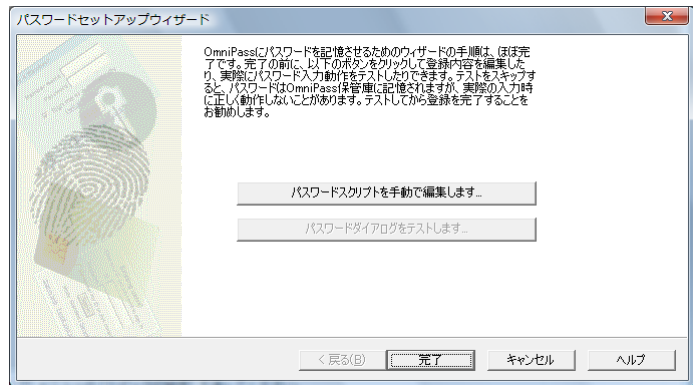 パスワードセットアップウィザード
OmniPassにパスワードを記憶させるためのウィザードの手順は、ほぼ完
了です。完了の前に、以下のボタンをクリックして登録内容を編集した
り、実際にパスワード入力動作をテストしたりできます。テストをスキップす
ると、パスワードはOmniPass保管庫に記憶されますが、実際の入力時
に正しく動作しないことがあります。テストしてから登録を完了することを
お勧めします。
パスワードスクリプトを手動で編集します...
パスワードダイアログをテストします...
< 戻る(B)
完了
キャンセル
ヘルプ